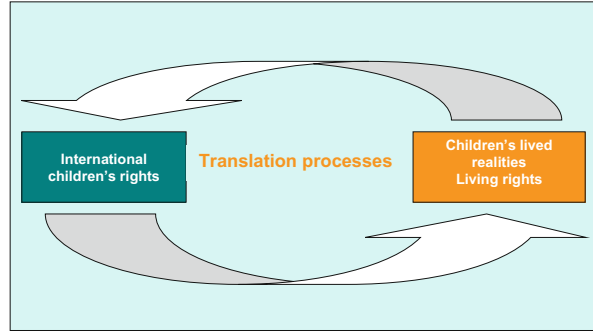 International
children's rights
Translation processes
Children's lived
realities
Living rights